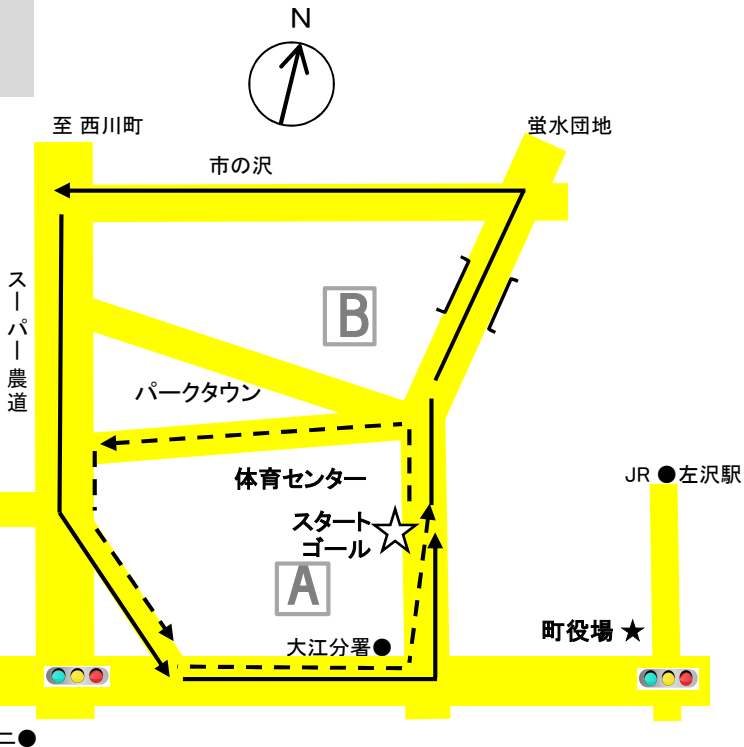 N
至 西川町
蛍水団地
市の沢
スーパー農道
B
パークタウン
体育センター
JR ●左沢駅
スタート
ゴール
A
町役場 ★
大江分署●
ニ●